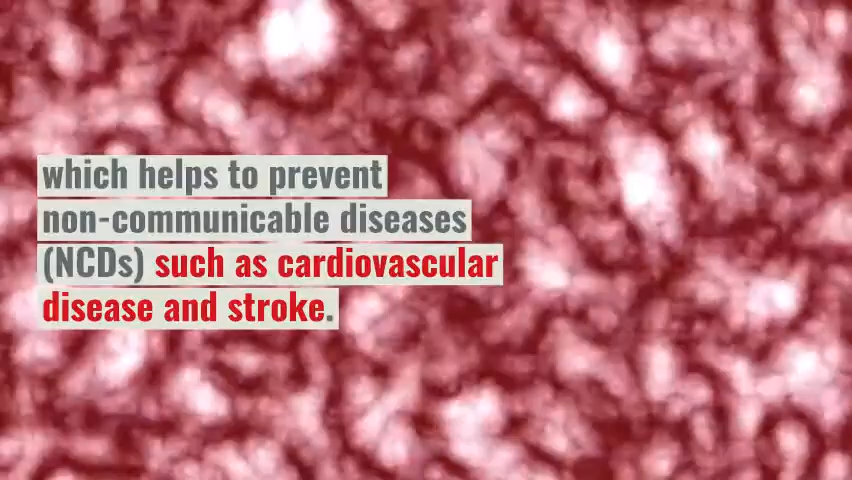 which helps to prevent
non-communicable diseases
(NCDs) such as cardiovascular
disease and stroke.